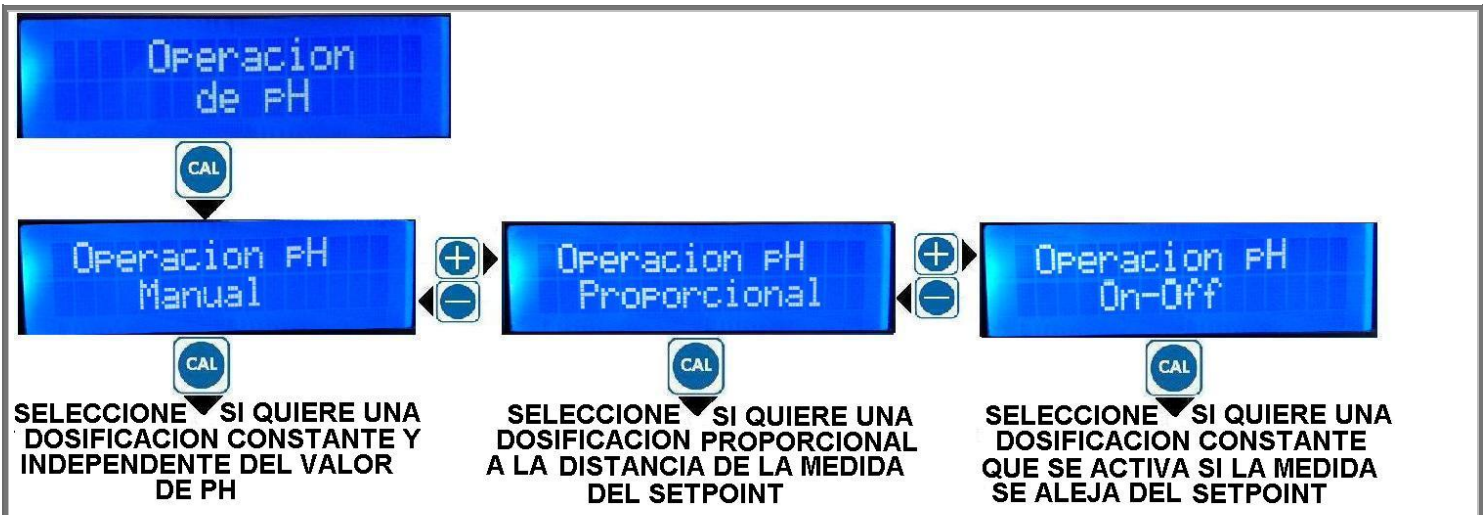 Operacion
de pH
CAL
Operacion pH
Manual
+
−
Operacion pH
Proporcional
+
−
Operacion pH
On-Off
CAL
SELECCIONE SI QUIERE UNA
DOSIFICACION CONSTANTE Y
INDEPENDENTE DEL VALOR
DE PH
CAL
SELECCIONE SI QUIERE UNA
DOSIFICACION PROPORCIONAL
A LA DISTANCIA DE LA MEDIDA
DEL SETPOINT
CAL
SELECCIONE SI QUIERE UNA
DOSIFICACION CONSTANTE
QUE SE ACTIVA SI LA MEDIDA
SE ALEJA DEL SETPOINT